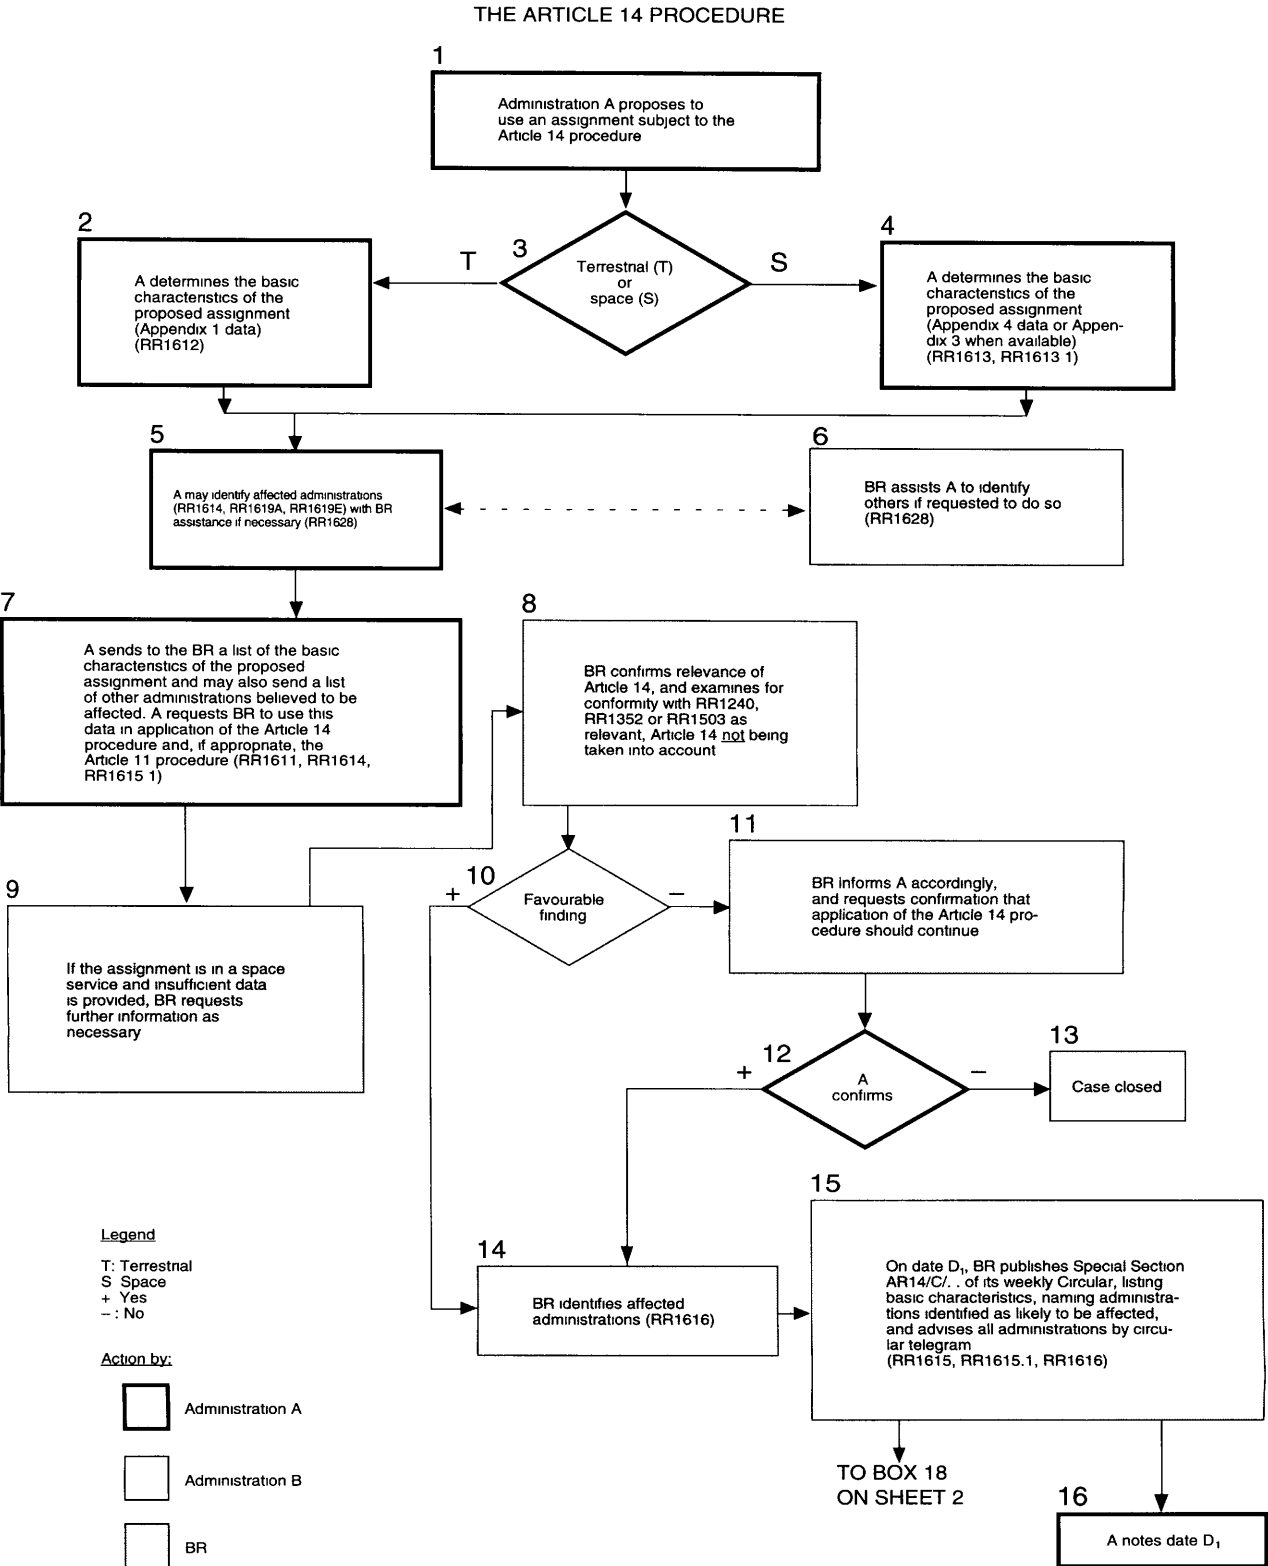 THE ARTICLE 14 PROCEDURE
1
Administration A proposes to
use an assignment subject to the
Article 14 procedure
2
A determines the basic
characteristics of the
proposed assignment
(Appendix 1 data)
(RR1612)
T
3
Terrestrial (T)
or
space (S)
S
4
A determines the basic
characteristics of the
proposed assignment
(Appendix 4 data or Appen-
dix 3 when available)
(RR1613, RR1613 1)
5
A may identify affected administrations
(RR1614, RR1619A, RR1619E) with BR
assistance if necessary (RR1628)
6
BR assists A to identify
others if requested to do so
(RR1628)
7
A sends to the BR a list of the basic
characteristics of the proposed
assignment and may also send a list
of other administrations believed to be
affected. A requests BR to use this
data in application of the Article 14
procedure and, if appropriate, the
Article 11 procedure (RR1611, RR1614,
RR1615 1)
8
BR confirms relevance of
Article 14, and examines for
conformity with RR1240,
RR1352 or RR1503 as
relevant, Article 14 not being
taken into account
9
If the assignment is in a space
service and insufficient data
is provided, BR requests
further information as
necessary
+
10
Favourable
finding
–
11
BR informs A accordingly,
and requests confirmation that
application of the Article 14 pro-
cedure should continue
+
12
A
confirms
–
13
Case closed
14
BR identifies affected
administrations (RR1616)
15
On date D₁, BR publishes Special Section
AR14/C/. . of its weekly Circular, listing
basic characteristics, naming administra-
tions identified as likely to be affected,
and advises all administrations by circu-
lar telegram
(RR1615, RR1615.1, RR1616)
TO BOX 18
ON SHEET 2
16
A notes date D₁
Legend
T: Terrestrial
S Space
+ Yes
– : No
Action by:
Administration A
Administration B
BR